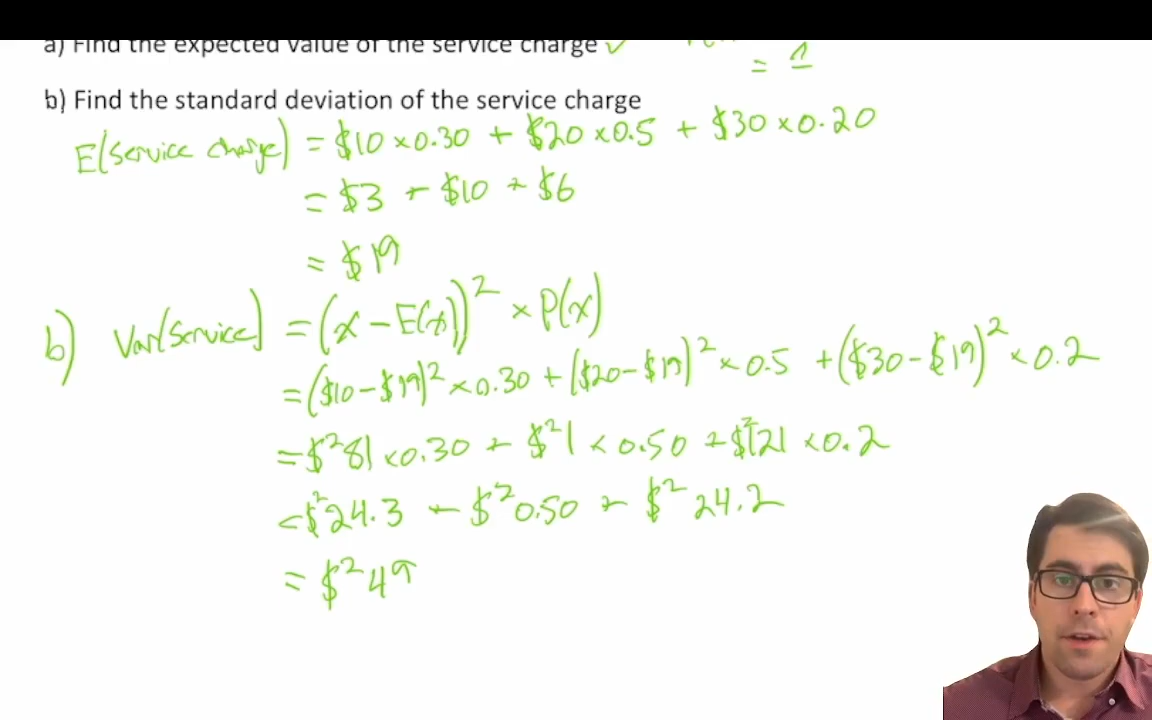 a) Find the expected value of the service charge ✓
= 1
b) Find the standard deviation of the service charge
E(Service charge) = $10 × 0.30 + $20 × 0.5 + $30 × 0.20
= $3 + $10 + $6
= $19
b) Var(Service) = (x - E(x))² × P(x)
= ($10 - $19)² × 0.30 + ($20 - $19)² × 0.5 + ($30 - $19)² × 0.2
= $²81 × 0.30 + $²1 × 0.50 + $²121 × 0.2
= $²24.3 + $²0.50 + $²24.2
= $²49